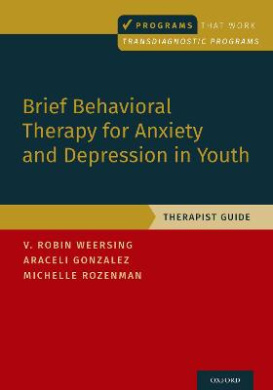 ✓ PROGRAMS THAT WORK
TRANSDIAGNOSTIC PROGRAMS
Brief Behavioral
Therapy for Anxiety
and Depression in Youth
THERAPIST GUIDE
V. ROBIN WEERSING
ARACELI GONZALEZ
MICHELLE ROZENMAN
OXFORD